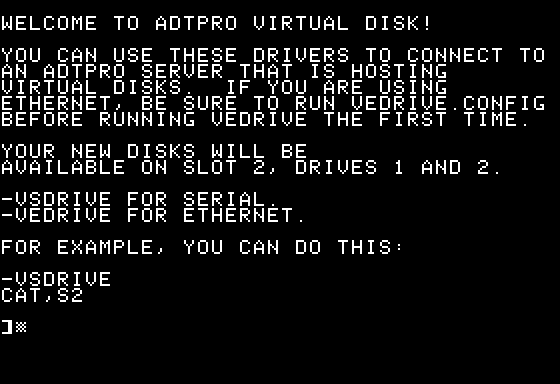 WELCOME TO ADTPRO VIRTUAL DISK!
YOU CAN USE THESE DRIVERS TO CONNECT TO
AN ADTPRO SERVER THAT IS HOSTING
VIRTUAL DISKS.  IF YOU ARE USING
ETHERNET, BE SURE TO RUN VEDRIVE.CONFIG
BEFORE RUNNING VEDRIVE THE FIRST TIME.
YOUR NEW DISKS WILL BE
AVAILABLE ON SLOT 2, DRIVES 1 AND 2.
-VSDRIVE FOR SERIAL.
-VEDRIVE FOR ETHERNET.
FOR EXAMPLE, YOU CAN DO THIS:
-VSDRIVE
CAT,S2
]